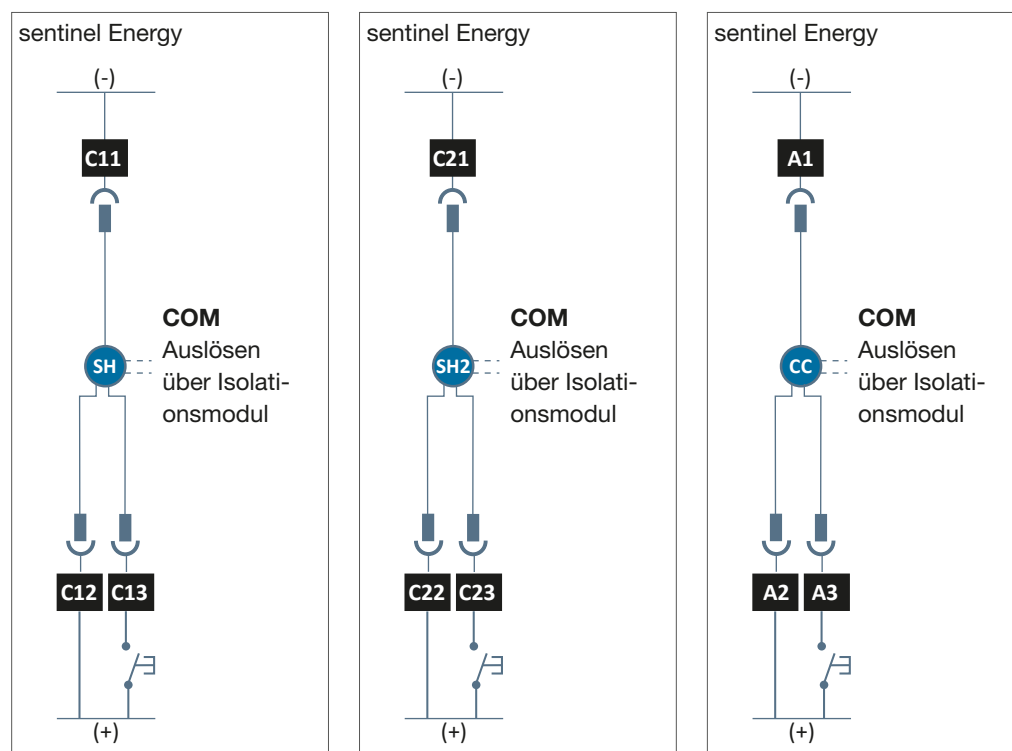 sentinel Energy
(-)
C11
COM
Auslösen
über Isolati-
onsmodul
SH
C12 C13
(+)
sentinel Energy
(-)
C21
COM
Auslösen
über Isolati-
onsmodul
SH2
C22 C23
(+)
sentinel Energy
(-)
A1
COM
Auslösen
über Isolati-
onsmodul
CC
A2 A3
(+)